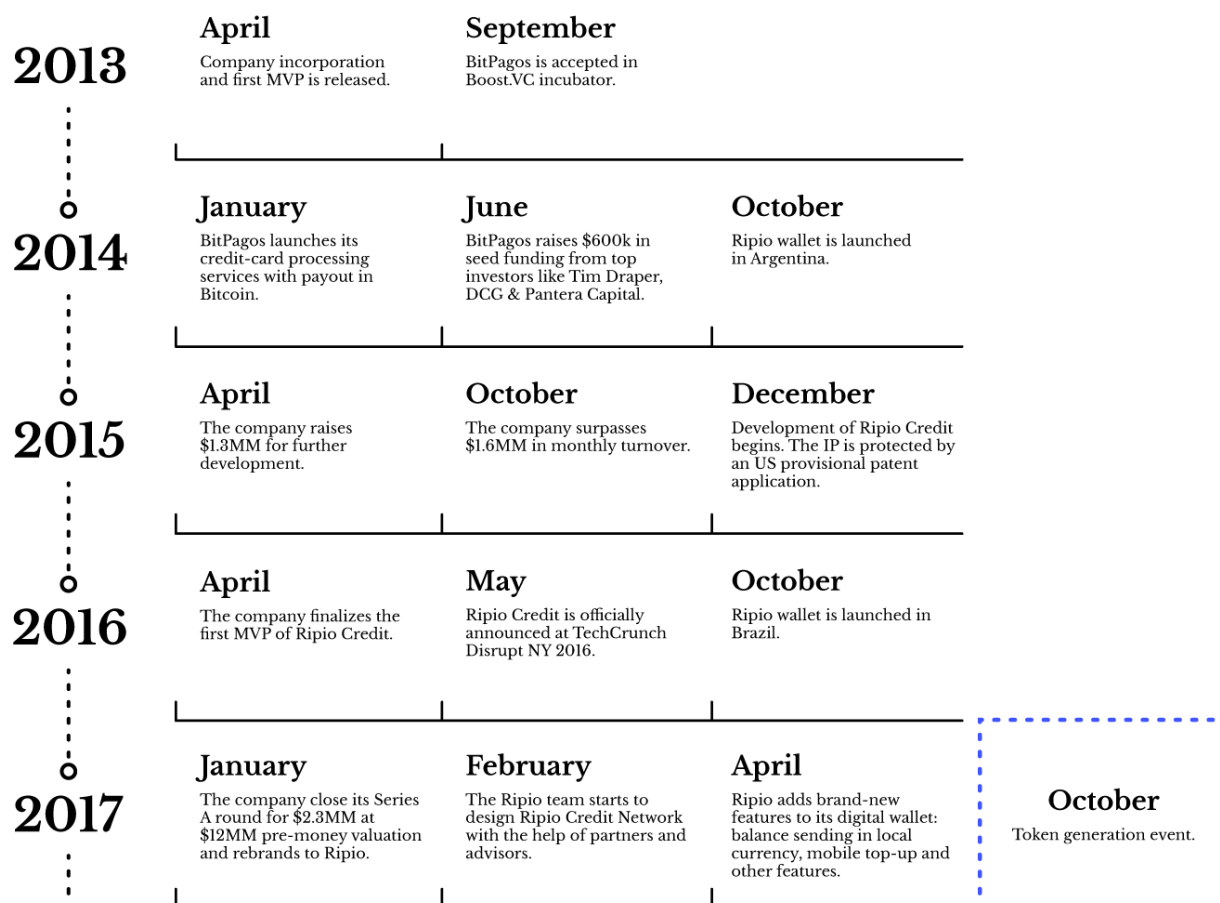 2013
April
Company incorporation
and first MVP is released.
September
BitPagos is accepted in
Boost.VC incubator.
2014
January
BitPagos launches its
credit-card processing
services with payout in
Bitcoin.
June
BitPagos raises $600k in
seed funding from top
investors like Tim Draper,
DCG & Pantera Capital.
October
Ripio wallet is launched
in Argentina.
2015
April
The company raises
$1.3MM for further
development.
October
The company surpasses
$1.6MM in monthly turnover.
December
Development of Ripio Credit
begins. The IP is protected by
an US provisional patent
application.
2016
April
The company finalizes the
first MVP of Ripio Credit.
May
Ripio Credit is officially
announced at TechCrunch
Disrupt NY 2016.
October
Ripio wallet is launched in
Brazil.
2017
January
The company close its Series
A round for $2.3MM at
$12MM pre-money valuation
and rebrands to Ripio.
February
The Ripio team starts to
design Ripio Credit Network
with the help of partners and
advisors.
April
Ripio adds brand-new
features to its digital wallet:
balance sending in local
currency, mobile top-up and
other features.
October
Token generation event.